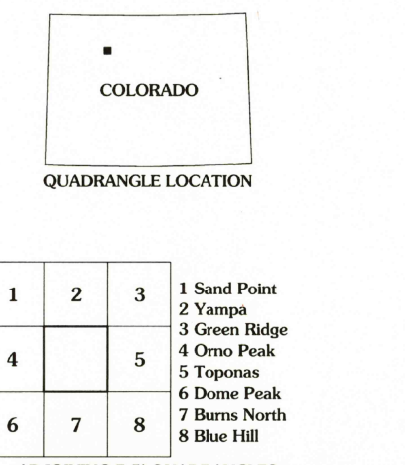 COLORADO
QUADRANGLE LOCATION
1 2 3
4 5
6 7 8
1 Sand Point
2 Yampa
3 Green Ridge
4 Orno Peak
5 Toponas
6 Dome Peak
7 Burns North
8 Blue Hill